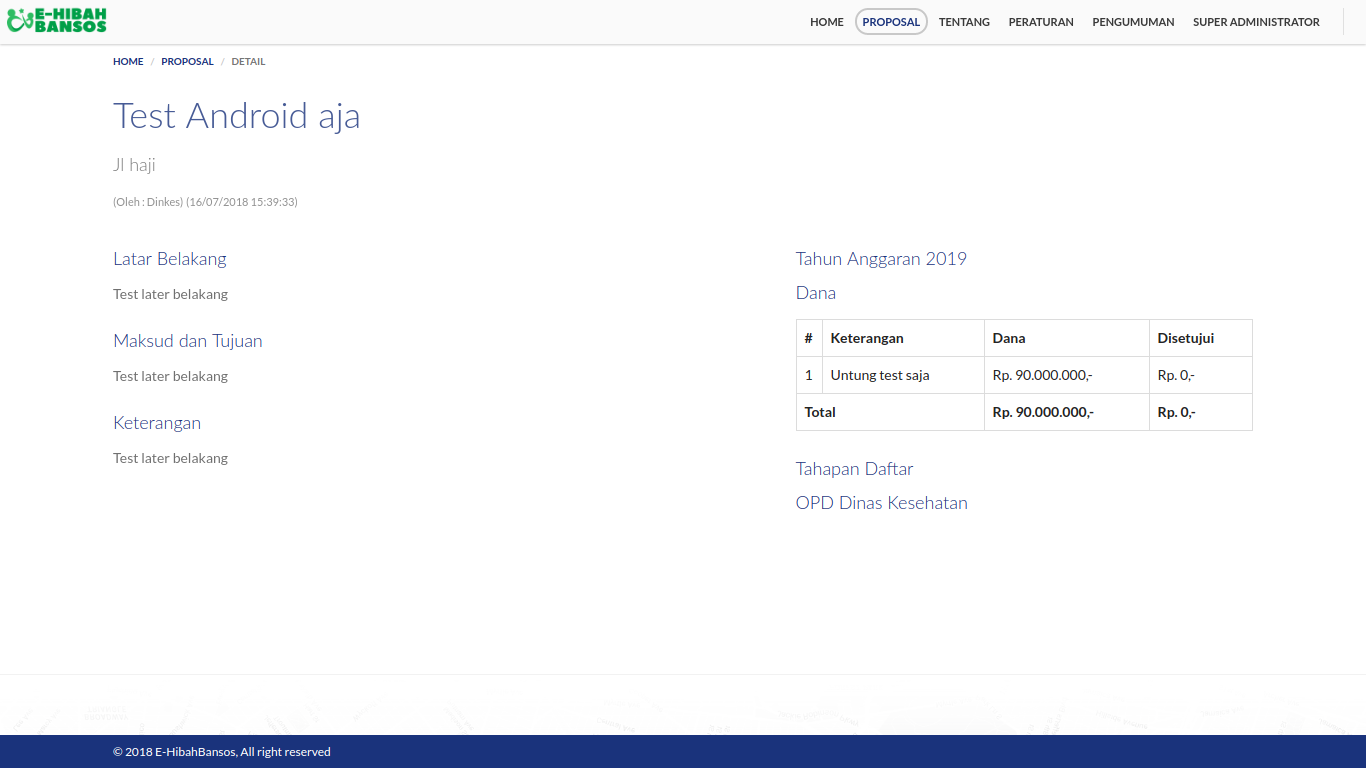 E-HIBAH
BANSOS
HOME PROPOSAL TENTANG PERATURAN PENGUMUMAN SUPER ADMINISTRATOR
HOME / PROPOSAL / DETAIL
Test Android aja
Jl haji
(Oleh : Dinkes) (16/07/2018 15:39:33)
Latar Belakang
Test later belakang
Maksud dan Tujuan
Test later belakang
Keterangan
Test later belakang
Tahun Anggaran 2019
Dana
# Keterangan Dana Disetujui
1 Untung test saja Rp. 90.000.000,- Rp. 0,-
Total Rp. 90.000.000,- Rp. 0,-
Tahapan Daftar
OPD Dinas Kesehatan
© 2018 E-HibahBansos, All right reserved